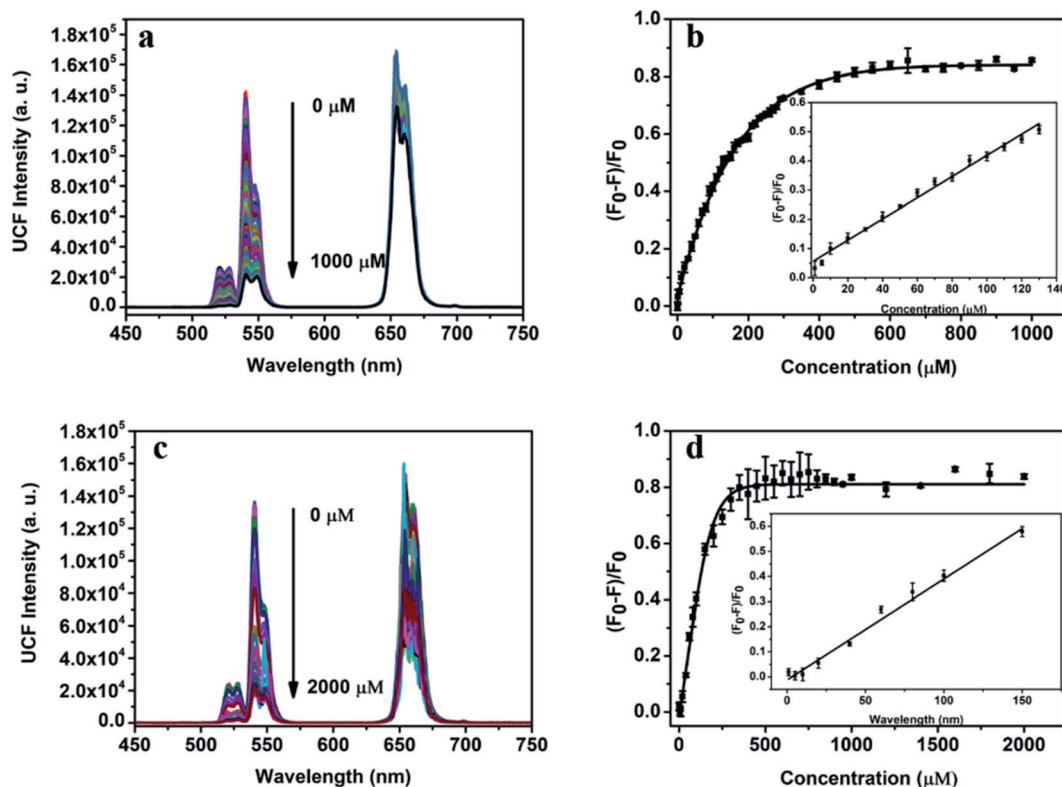 a
UCF Intensity (a. u.)
1.8x10⁵
1.6x10⁵
1.4x10⁵
1.2x10⁵
1.0x10⁵
8.0x10⁴
6.0x10⁴
4.0x10⁴
2.0x10⁴
0.0
0 μM
1000 μM
450 500 550 600 650 700 750
Wavelength (nm)
b
(F₀-F)/F₀
1.0
0.8
0.6
0.4
0.2
0.0
0 200 400 600 800 1000
Concentration (μM)
(F₀-F)/F₀
0.6
0.5
0.4
0.3
0.2
0.1
0.0
0 20 40 60 80 100 120 140
Concentration (μM)
c
UCF Intensity (a. u.)
1.8x10⁵
1.6x10⁵
1.4x10⁵
1.2x10⁵
1.0x10⁵
8.0x10⁴
6.0x10⁴
4.0x10⁴
2.0x10⁴
0.0
0 μM
2000 μM
450 500 550 600 650 700 750
Wavelength (nm)
d
(F₀-F)/F₀
1.0
0.8
0.6
0.4
0.2
0.0
0 500 1000 1500 2000
Concentration (μM)
(F₀-F)/F₀
0.6
0.5
0.4
0.3
0.2
0.1
0.0
0 50 100 150
Wavelength (nm)